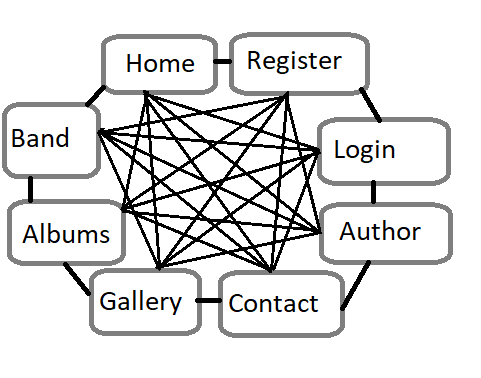 Home
Register
Band
Login
Albums
Author
Gallery
Contact